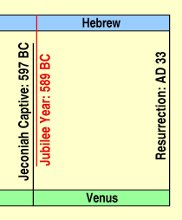 Hebrew
Jeconiah Captive: 597 BC
Jubilee Year: 589 BC
Resurrection: AD 33
Venus